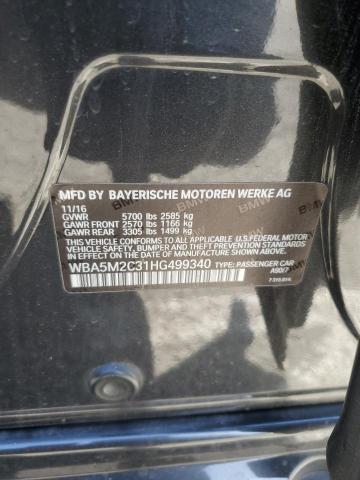 MFD BY BAYERISCHE MOTOREN WERKE AG
11/16
GVWR 5700 lbs 2585 kg
GAWR FRONT 2570 lbs 1166 kg
GAWR REAR 3305 lbs 1499 kg
THIS VEHICLE CONFORMS TO ALL APPLICABLE U.S. FEDERAL MOTOR
VEHICLE SAFETY, BUMPER, AND THEFT PREVENTION STANDARDS
IN EFFECT ON THE DATE OF MANUFACTURE SHOWN ABOVE.
WBA5M2C31HG499340 TYPE: PASSENGER CAR
A90/7